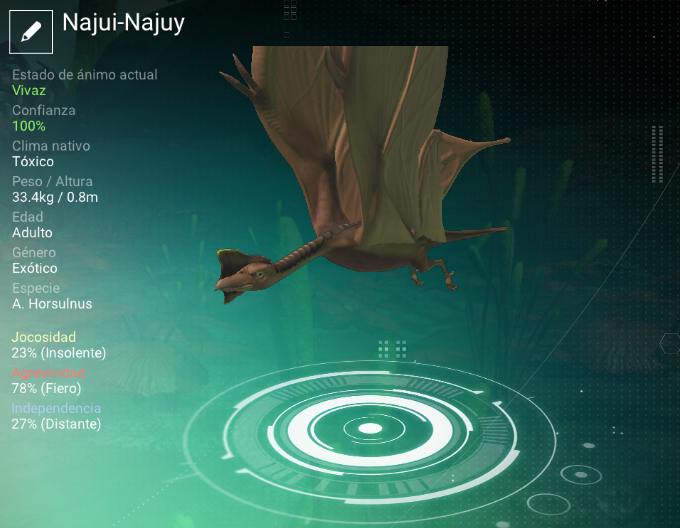 Najui-Najuy
Estado de ánimo actual
Vivaz
Confianza
100%
Clima nativo
Tóxico
Peso / Altura
33.4kg / 0.8m
Edad
Adulto
Género
Exótico
Especie
A. Horsulnus
Jocosidad
23% (Insolente)
Agresividad
78% (Fiero)
Independencia
27% (Distante)